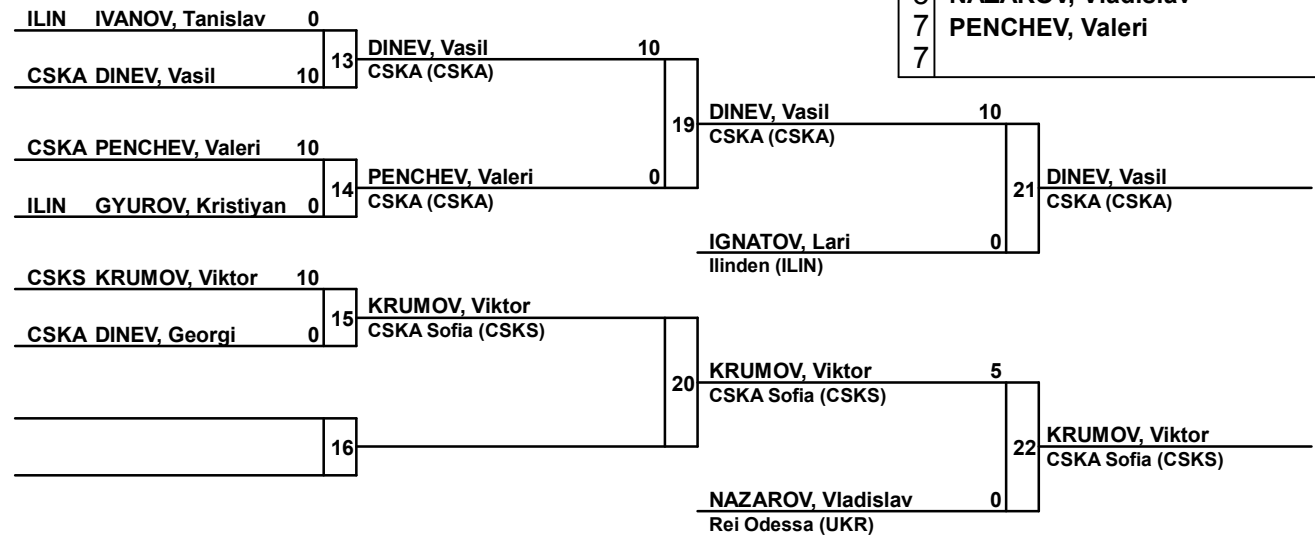 5 NAZAROV, Vladislav
7 PENCHEV, Valeri
7
ILIN IVANOV, Tanislav 0
13
DINEV, Vasil 10
CSKA (CSKA)
CSKA DINEV, Vasil 10
19
DINEV, Vasil 10
CSKA (CSKA)
CSKA PENCHEV, Valeri 10
14
PENCHEV, Valeri 0
CSKA (CSKA)
ILIN GYUROV, Kristiyan 0
21
DINEV, Vasil
CSKA (CSKA)
IGNATOV, Lari 0
Ilinden (ILIN)
CSKS KRUMOV, Viktor 10
15
KRUMOV, Viktor
CSKA Sofia (CSKS)
CSKA DINEV, Georgi 0
20
KRUMOV, Viktor 5
CSKA Sofia (CSKS)
16
22
KRUMOV, Viktor
CSKA Sofia (CSKS)
NAZAROV, Vladislav 0
Rei Odessa (UKR)